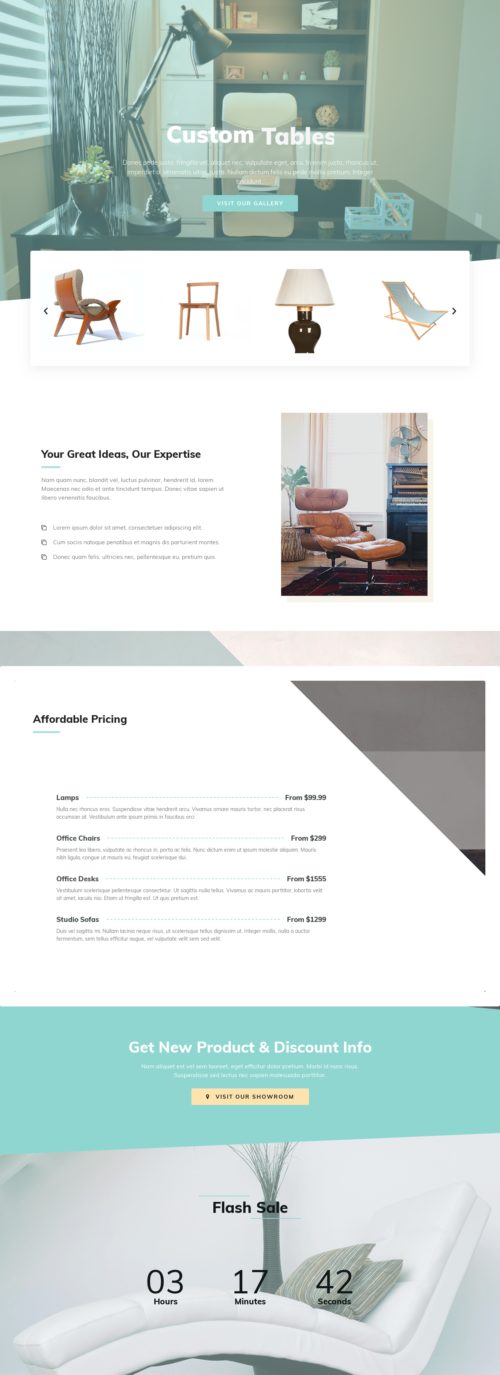 Custom Tables
Donec pede justo, fringilla vel, aliquet nec, vulputate eget, arcu. In enim justo, rhoncus ut,
imperdiet a, venenatis vitae, justo. Nullam dictum felis eu pede mollis pretium. Integer
tincidunt.
VISIT OUR GALLERY
Your Great Ideas, Our Expertise
Nam quam nunc, blandit vel, luctus pulvinar, hendrerit id, lorem.
Maecenas nec odio et ante tincidunt tempus. Donec vitae sapien ut
libero venenatis faucibus.
Lorem ipsum dolor sit amet, consectetuer adipiscing elit.
Cum sociis natoque penatibus et magnis dis parturient montes.
Donec quam felis, ultricies nec, pellentesque eu, pretium quis.
Affordable Pricing
Lamps From $99.99
Nulla nec rhoncus eros. Suspendisse vitae hendrerit arcu. Vivamus ornare mauris tortor, nec placerat risus
accumsan at. Vestibulum ante ipsum primis in faucibus orci
Office Chairs From $299
Praesent leo libero, vulputate ac rhoncus in, porta ac felis. Nunc dictum enim ut ipsum molestie aliquam. Mauris
nibh ligula, congue ut mauris eu, feugiat scelerisque dui.
Office Desks From $1555
Vestibulum scelerisque pellentesque consectetur. Ut sagittis nulla tellus. Vivamus ac mauris porttitor, lobortis velit
sit amet, iaculis nisi. Etiam ut fringilla est. Ut quis pretium est.
Studio Sofas From $1299
Duis vel sagittis mi. Nullam lacinia neque risus, ut scelerisque tellus dignissim ut. Integer mollis, nulla a auctor
fermentum, sem tellus efficitur augue, vel vulputate velit sem sed velit.
Get New Product & Discount Info
Nam aliquet est vel sem laoreet, eget efficitur dolor pretium. Morbi id nunc risus.
Suspendisse sed lectus nec sapien malesuada porttitor.
VISIT OUR SHOWROOM
Flash Sale
03 17 42
Hours Minutes Seconds